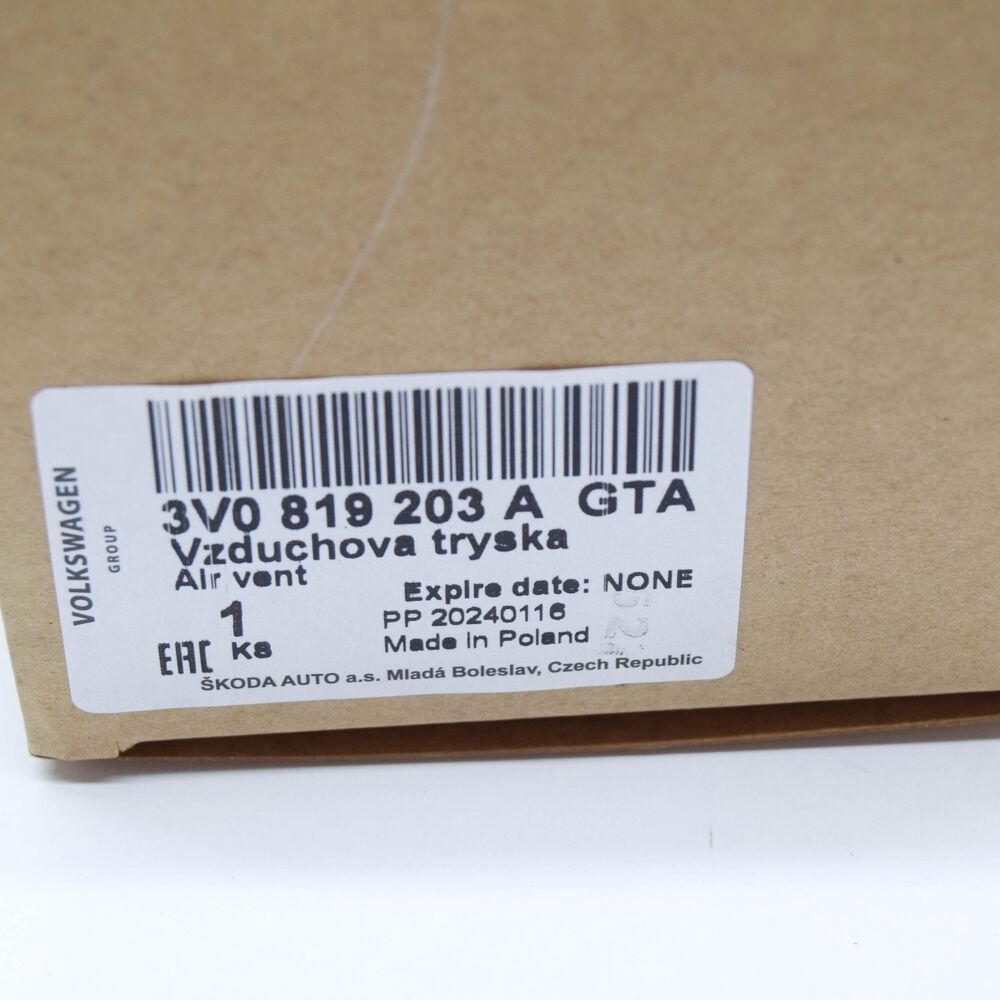 VOLKSWAGEN
GROUP
3V0 819 203 A GTA
Vzduchova tryska
Air vent
Expire date: NONE
1
PP 20240116
EAC ks
Made in Poland
ŠKODA AUTO a.s. Mladá Boleslav, Czech Republic